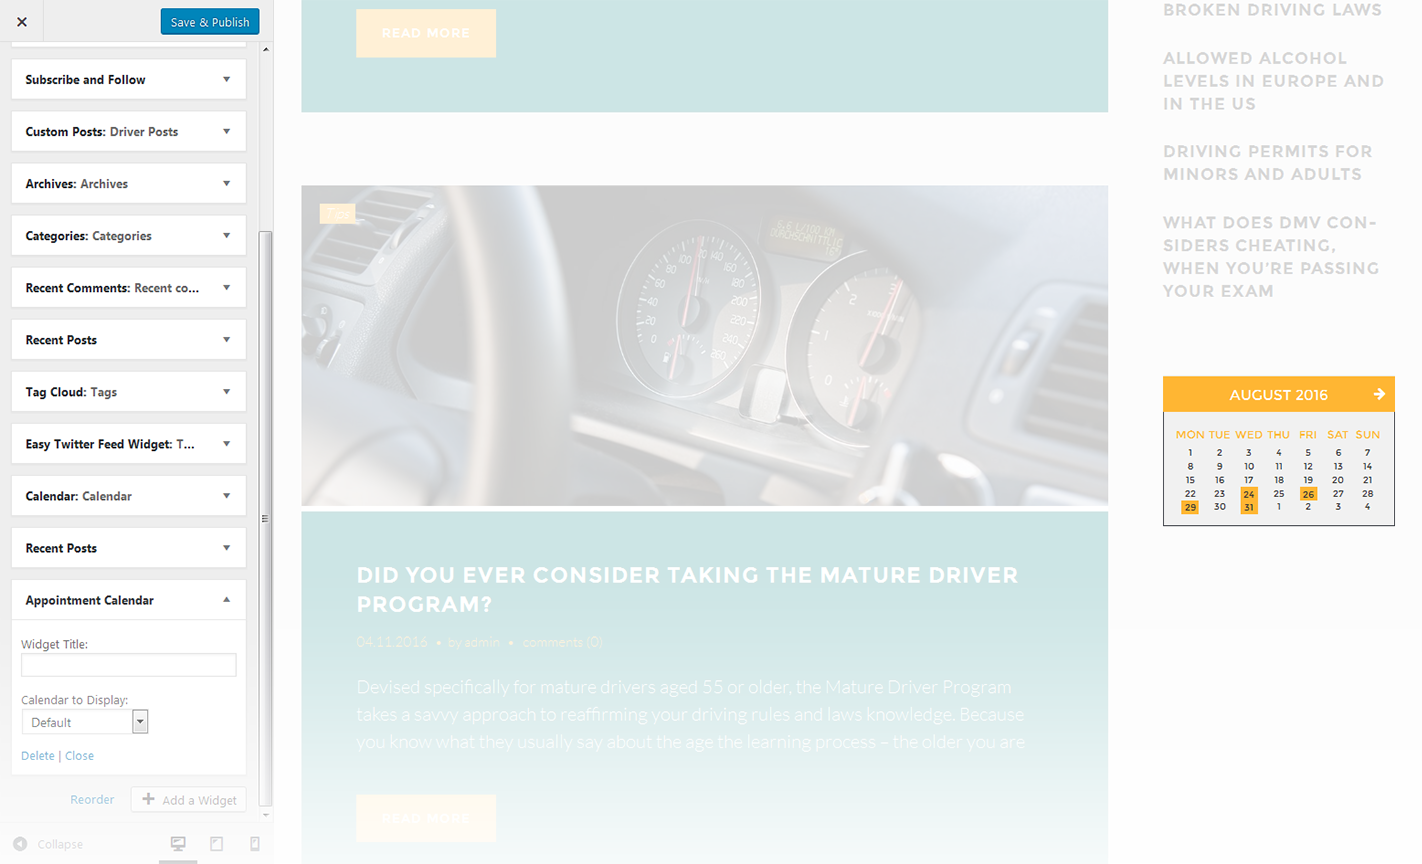 Save & Publish
Subscribe and Follow
Custom Posts: Driver Posts
Archives: Archives
Categories: Categories
Recent Comments: Recent co...
Recent Posts
Tag Cloud: Tags
Easy Twitter Feed Widget: T...
Calendar: Calendar
Recent Posts
Appointment Calendar
Widget Title:
Calendar to Display:
Default
Delete | Close
Reorder
Add a Widget
Collapse
READ MORE
Tips
DID YOU EVER CONSIDER TAKING THE MATURE DRIVER
PROGRAM?
04.11.2016 • by admin • comments (0)
Devised specifically for mature drivers aged 55 or older, the Mature Driver Program
takes a savvy approach to reaffirming your driving rules and laws knowledge. Because
you know what they usually say about the age the learning process – the older you are
READ MORE
BROKEN DRIVING LAWS
ALLOWED ALCOHOL
LEVELS IN EUROPE AND
IN THE US
DRIVING PERMITS FOR
MINORS AND ADULTS
WHAT DOES DMV CON-
SIDERS CHEATING,
WHEN YOU'RE PASSING
YOUR EXAM
AUGUST 2016
MON TUE WED THU FRI SAT SUN
1 2 3 4 5 6 7
8 9 10 11 12 13 14
15 16 17 18 19 20 21
22 23 24 25 26 27 28
29 30 31 1 2 3 4